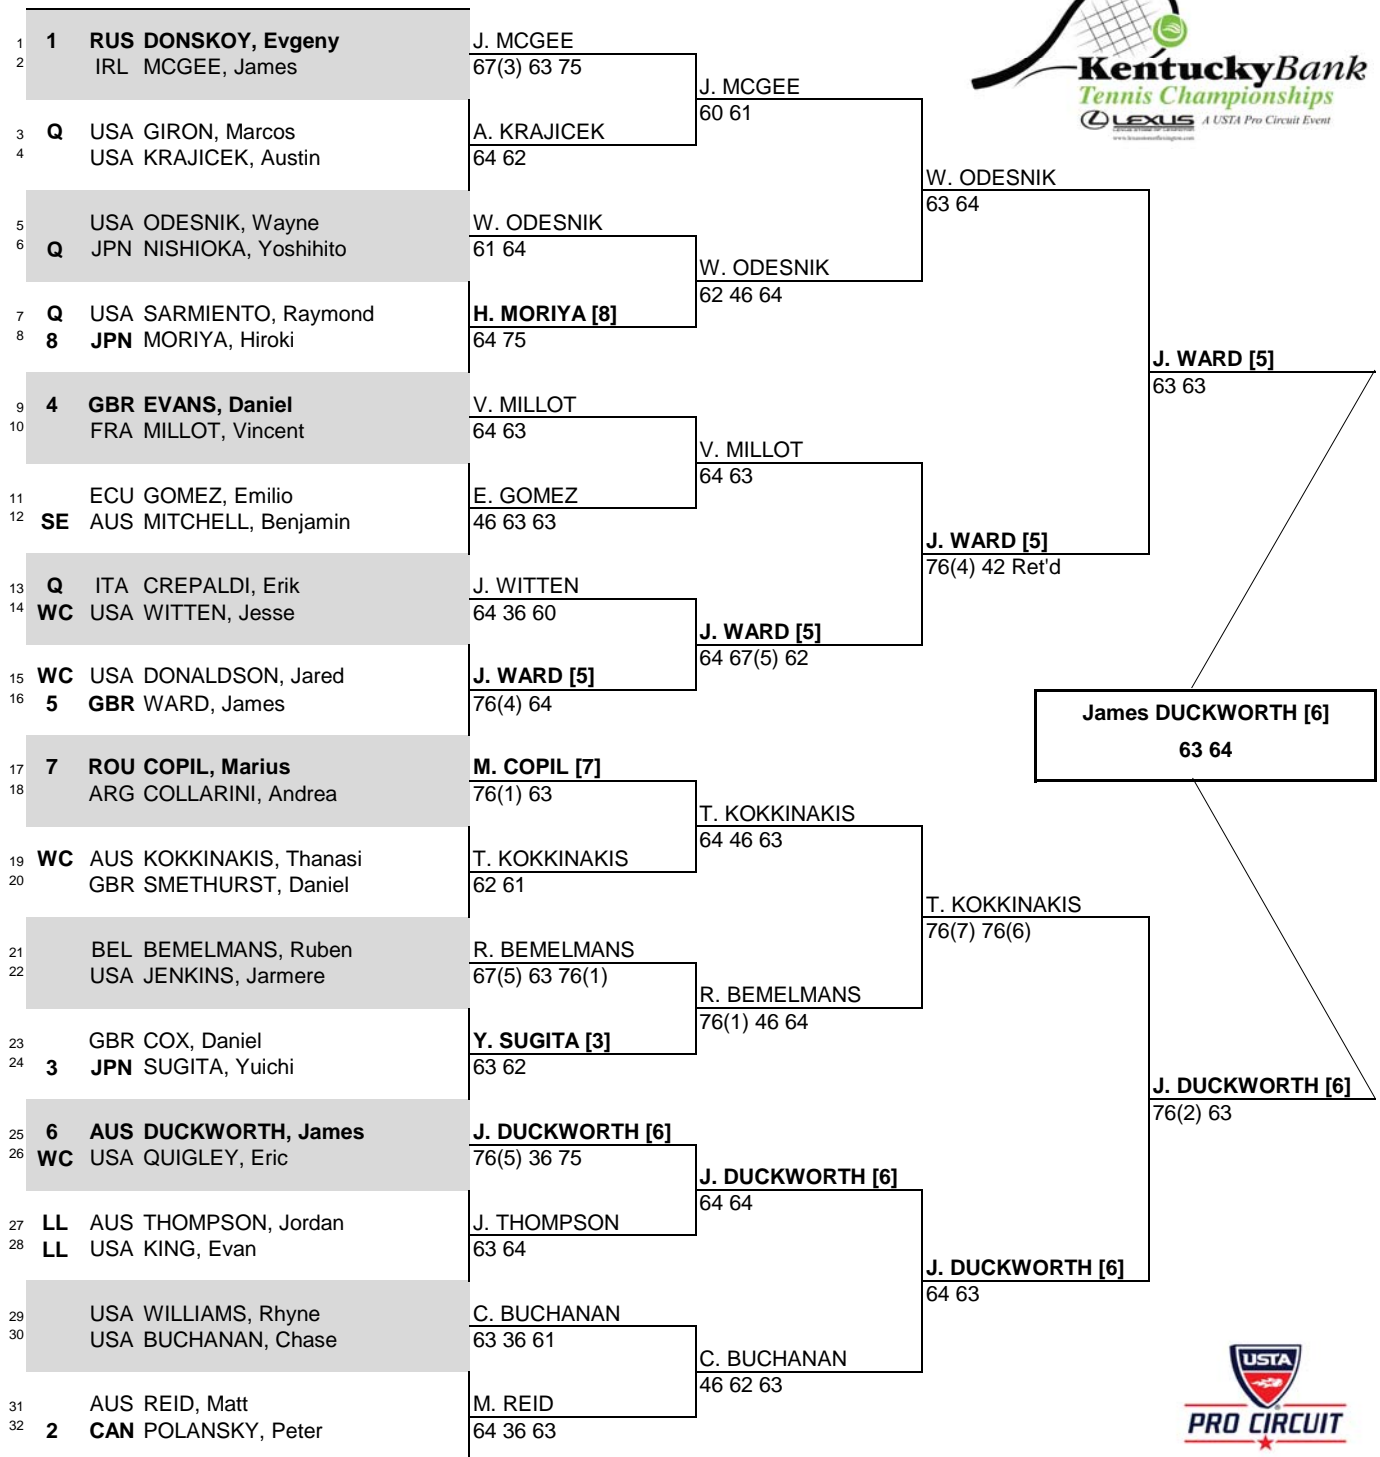 KentuckyBank
Tennis Championships
LEXUS A USTA Pro Circuit Event
1 1 RUS DONSKOY, Evgeny
2 IRL MCGEE, James
3 Q USA GIRON, Marcos
4 USA KRAJICEK, Austin
5 USA ODESNIK, Wayne
6 Q JPN NISHIOKA, Yoshihito
7 Q USA SARMIENTO, Raymond
8 8 JPN MORIYA, Hiroki
9 4 GBR EVANS, Daniel
10 FRA MILLOT, Vincent
11 ECU GOMEZ, Emilio
12 SE AUS MITCHELL, Benjamin
13 Q ITA CREPALDI, Erik
14 WC USA WITTEN, Jesse
15 WC USA DONALDSON, Jared
16 5 GBR WARD, James
17 7 ROU COPIL, Marius
18 ARG COLLARINI, Andrea
19 WC AUS KOKKINAKIS, Thanasi
20 GBR SMETHURST, Daniel
21 BEL BEMELMANS, Ruben
22 USA JENKINS, Jarmere
23 GBR COX, Daniel
24 3 JPN SUGITA, Yuichi
25 6 AUS DUCKWORTH, James
26 WC USA QUIGLEY, Eric
27 LL AUS THOMPSON, Jordan
28 LL USA KING, Evan
29 USA WILLIAMS, Rhyne
30 USA BUCHANAN, Chase
31 AUS REID, Matt
32 2 CAN POLANSKY, Peter
J. MCGEE
67(3) 63 75
A. KRAJICEK
64 62
W. ODESNIK
61 64
H. MORIYA [8]
64 75
V. MILLOT
64 63
E. GOMEZ
46 63 63
J. WITTEN
64 36 60
J. WARD [5]
76(4) 64
M. COPIL [7]
76(1) 63
T. KOKKINAKIS
62 61
R. BEMELMANS
67(5) 63 76(1)
Y. SUGITA [3]
63 62
J. DUCKWORTH [6]
76(5) 36 75
J. THOMPSON
63 64
C. BUCHANAN
63 36 61
M. REID
64 36 63
J. MCGEE
60 61
W. ODESNIK
62 46 64
V. MILLOT
64 63
J. WARD [5]
64 67(5) 62
T. KOKKINAKIS
64 46 63
R. BEMELMANS
76(1) 46 64
J. DUCKWORTH [6]
64 64
C. BUCHANAN
46 62 63
W. ODESNIK
63 64
J. WARD [5]
76(4) 42 Ret'd
T. KOKKINAKIS
76(7) 76(6)
J. DUCKWORTH [6]
64 63
J. WARD [5]
63 63
J. DUCKWORTH [6]
76(2) 63
James DUCKWORTH [6]
63 64
USTA
PRO CIRCUIT